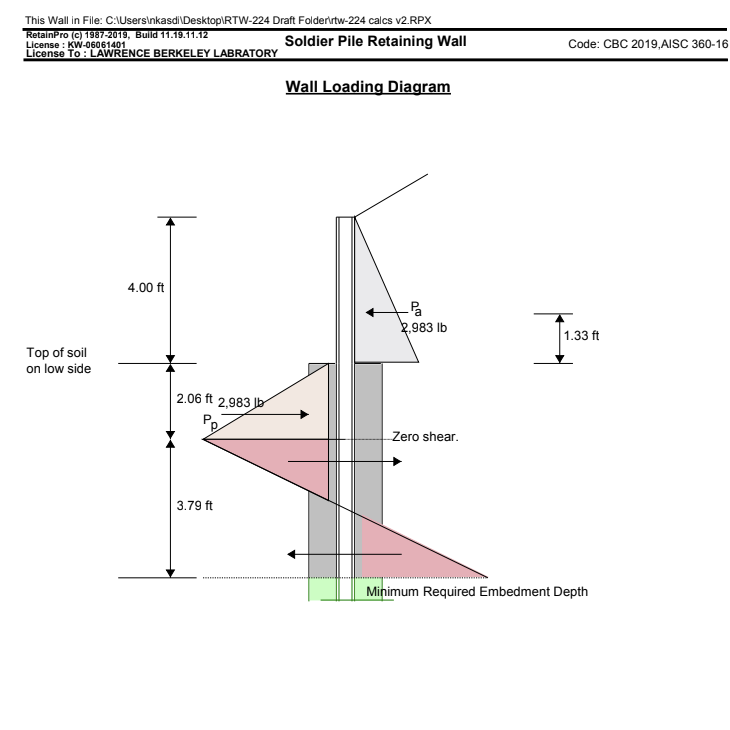 This Wall in File: C:\Users\nkasdi\Desktop\RTW-224 Draft Folder\rtw-224 calcs v2.RPX
RetainPro (c) 1987-2019, Build 11.19.11.12
License : KW-06061401
License To : LAWRENCE BERKELEY LABRATORY
Soldier Pile Retaining Wall
Code: CBC 2019,AISC 360-16
Wall Loading Diagram
4.00 ft
Pa
2,983 lb
1.33 ft
Top of soil
on low side
2.06 ft
2,983 lb
Pp
Zero shear.
3.79 ft
Minimum Required Embedment Depth